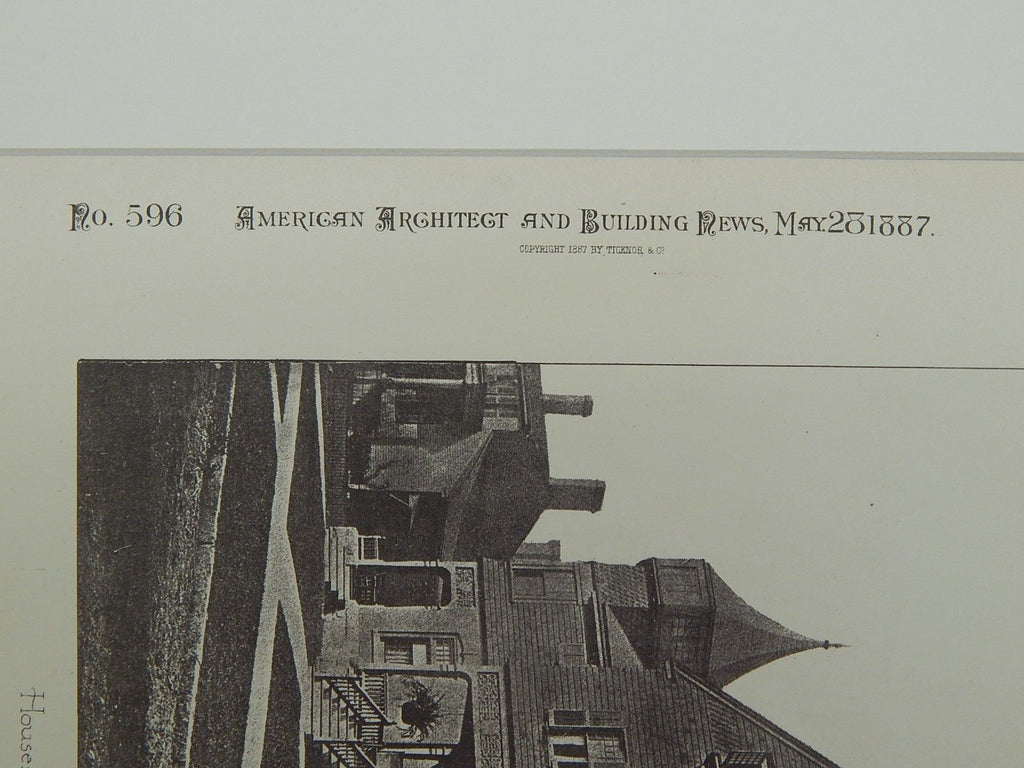 No. 596 American Architect and Building News, May. 28 1887.
COPYRIGHT 1887 BY TICKNOR & Co
House